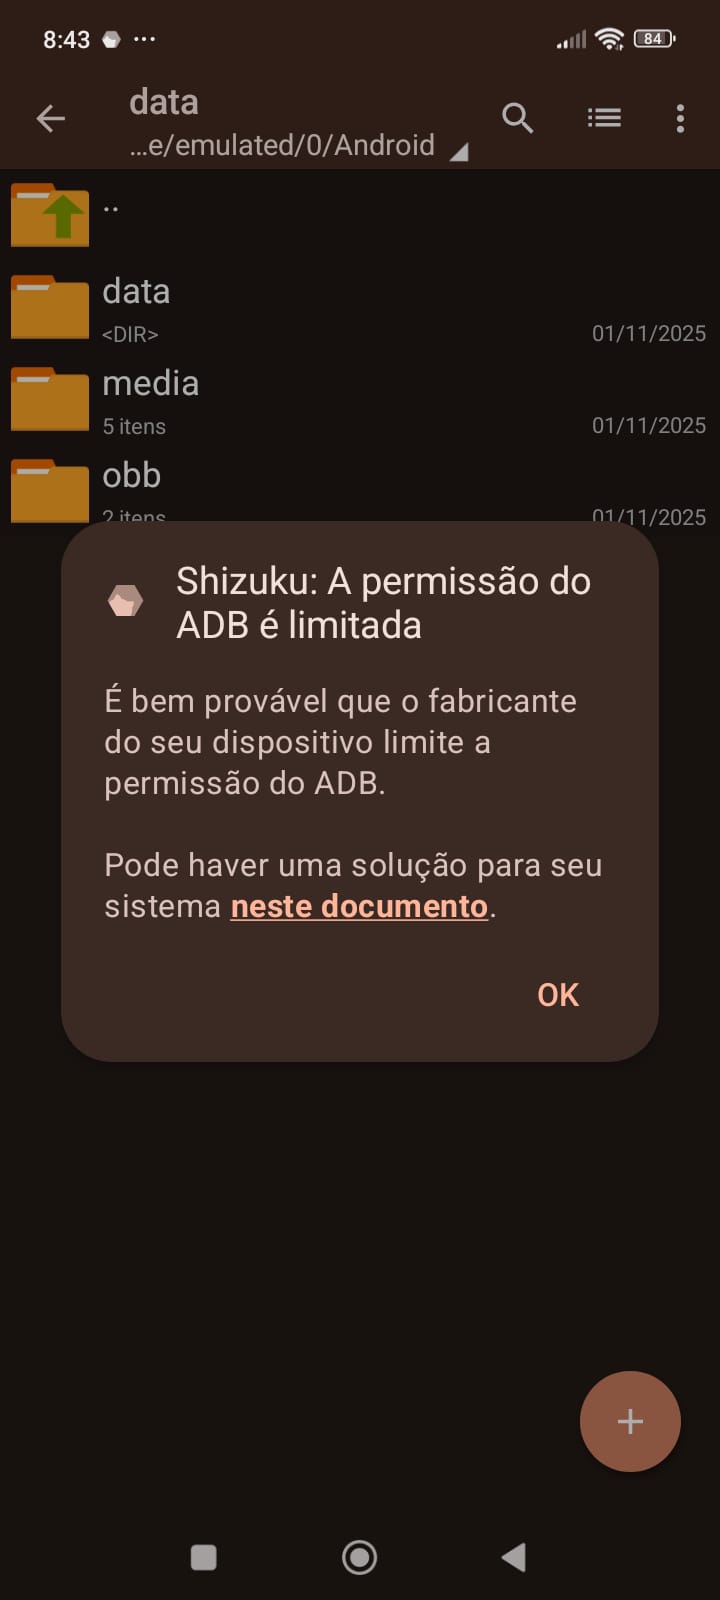 8:43
84
data
...e/emulated/0/Android
..
data
<DIR>
01/11/2025
media
5 itens
01/11/2025
obb
2 itens
01/11/2025
Shizuku: A permissão do
ADB é limitada
É bem provável que o fabricante
do seu dispositivo limite a
permissão do ADB.
Pode haver uma solução para seu
sistema neste documento.
OK